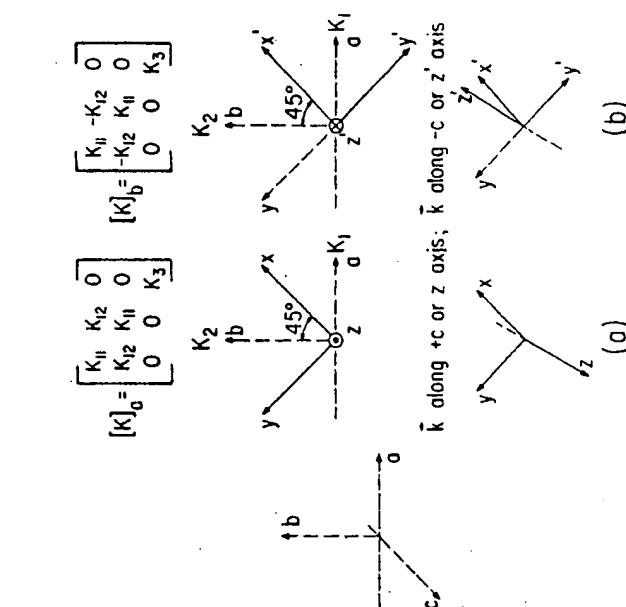 [K]a = [K11 K12 0
K12 K11 0
0 0 K3]
[K]b = [K11 -K12 0
-K12 K11 0
0 0 K3]
K2
b
45°
x
y
z
K1
a
K2
b
45°
x'
y
z'
K1
a
y'
b
a
c
k⃗ along +c or z axis; k⃗ along -c or z' axis
y
x
z
y
z'
x'
y'
(a)
(b)